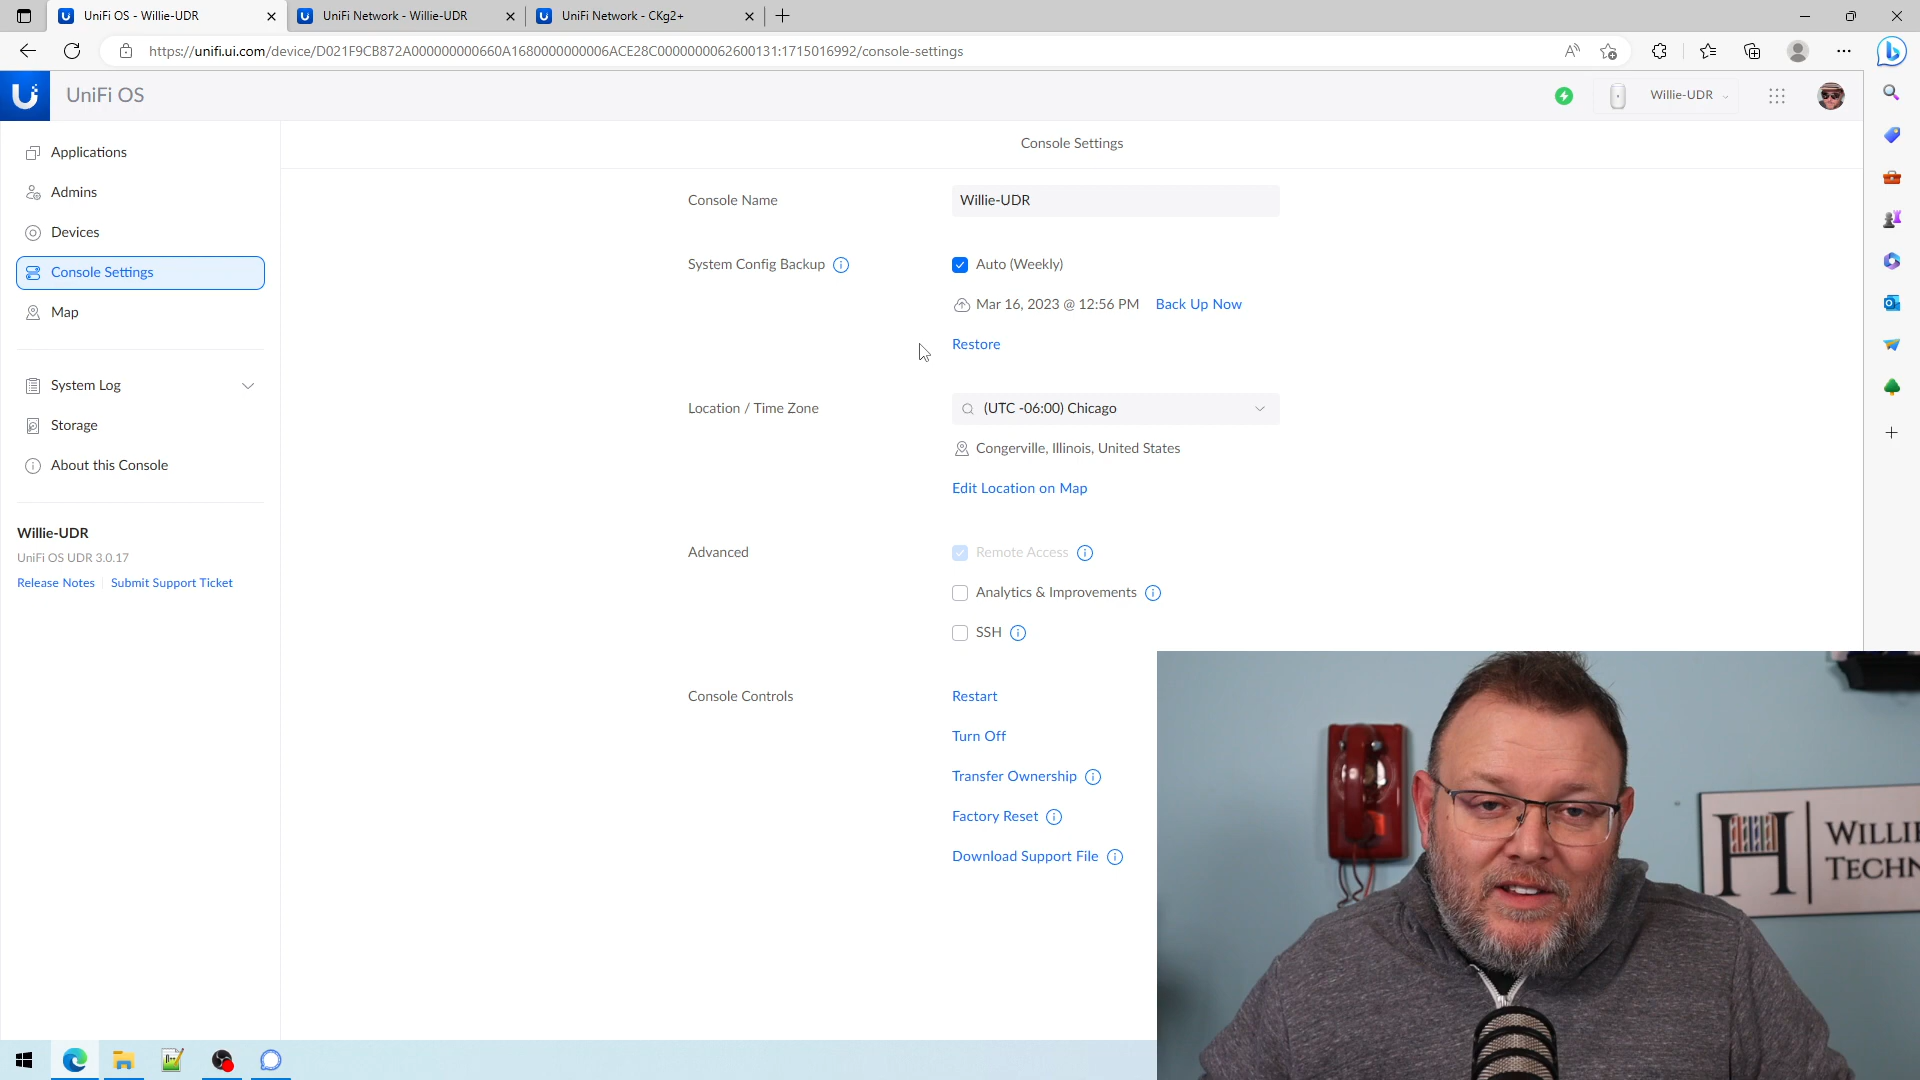 UniFi OS - Willie-UDR
UniFi Network - Willie-UDR
UniFi Network - CKg2+
https://unifi.ui.com/device/D021F9CB872A000000000660A1680000000006ACE28C0000000062600131:1715016992/console-settings
UniFi OS
Willie-UDR
Applications
Admins
Devices
Console Settings
Map
System Log
Storage
About this Console
Willie-UDR
UniFi OS UDR 3.0.17
Release Notes
Submit Support Ticket
Console Settings
Console Name
Willie-UDR
System Config Backup
Auto (Weekly)
Mar 16, 2023 @ 12:56 PM Back Up Now
Restore
Location / Time Zone
(UTC -06:00) Chicago
Congerville, Illinois, United States
Edit Location on Map
Advanced
Remote Access
Analytics & Improvements
SSH
Console Controls
Restart
Turn Off
Transfer Ownership
Factory Reset
Download Support File
H
WILLIE
TECHN